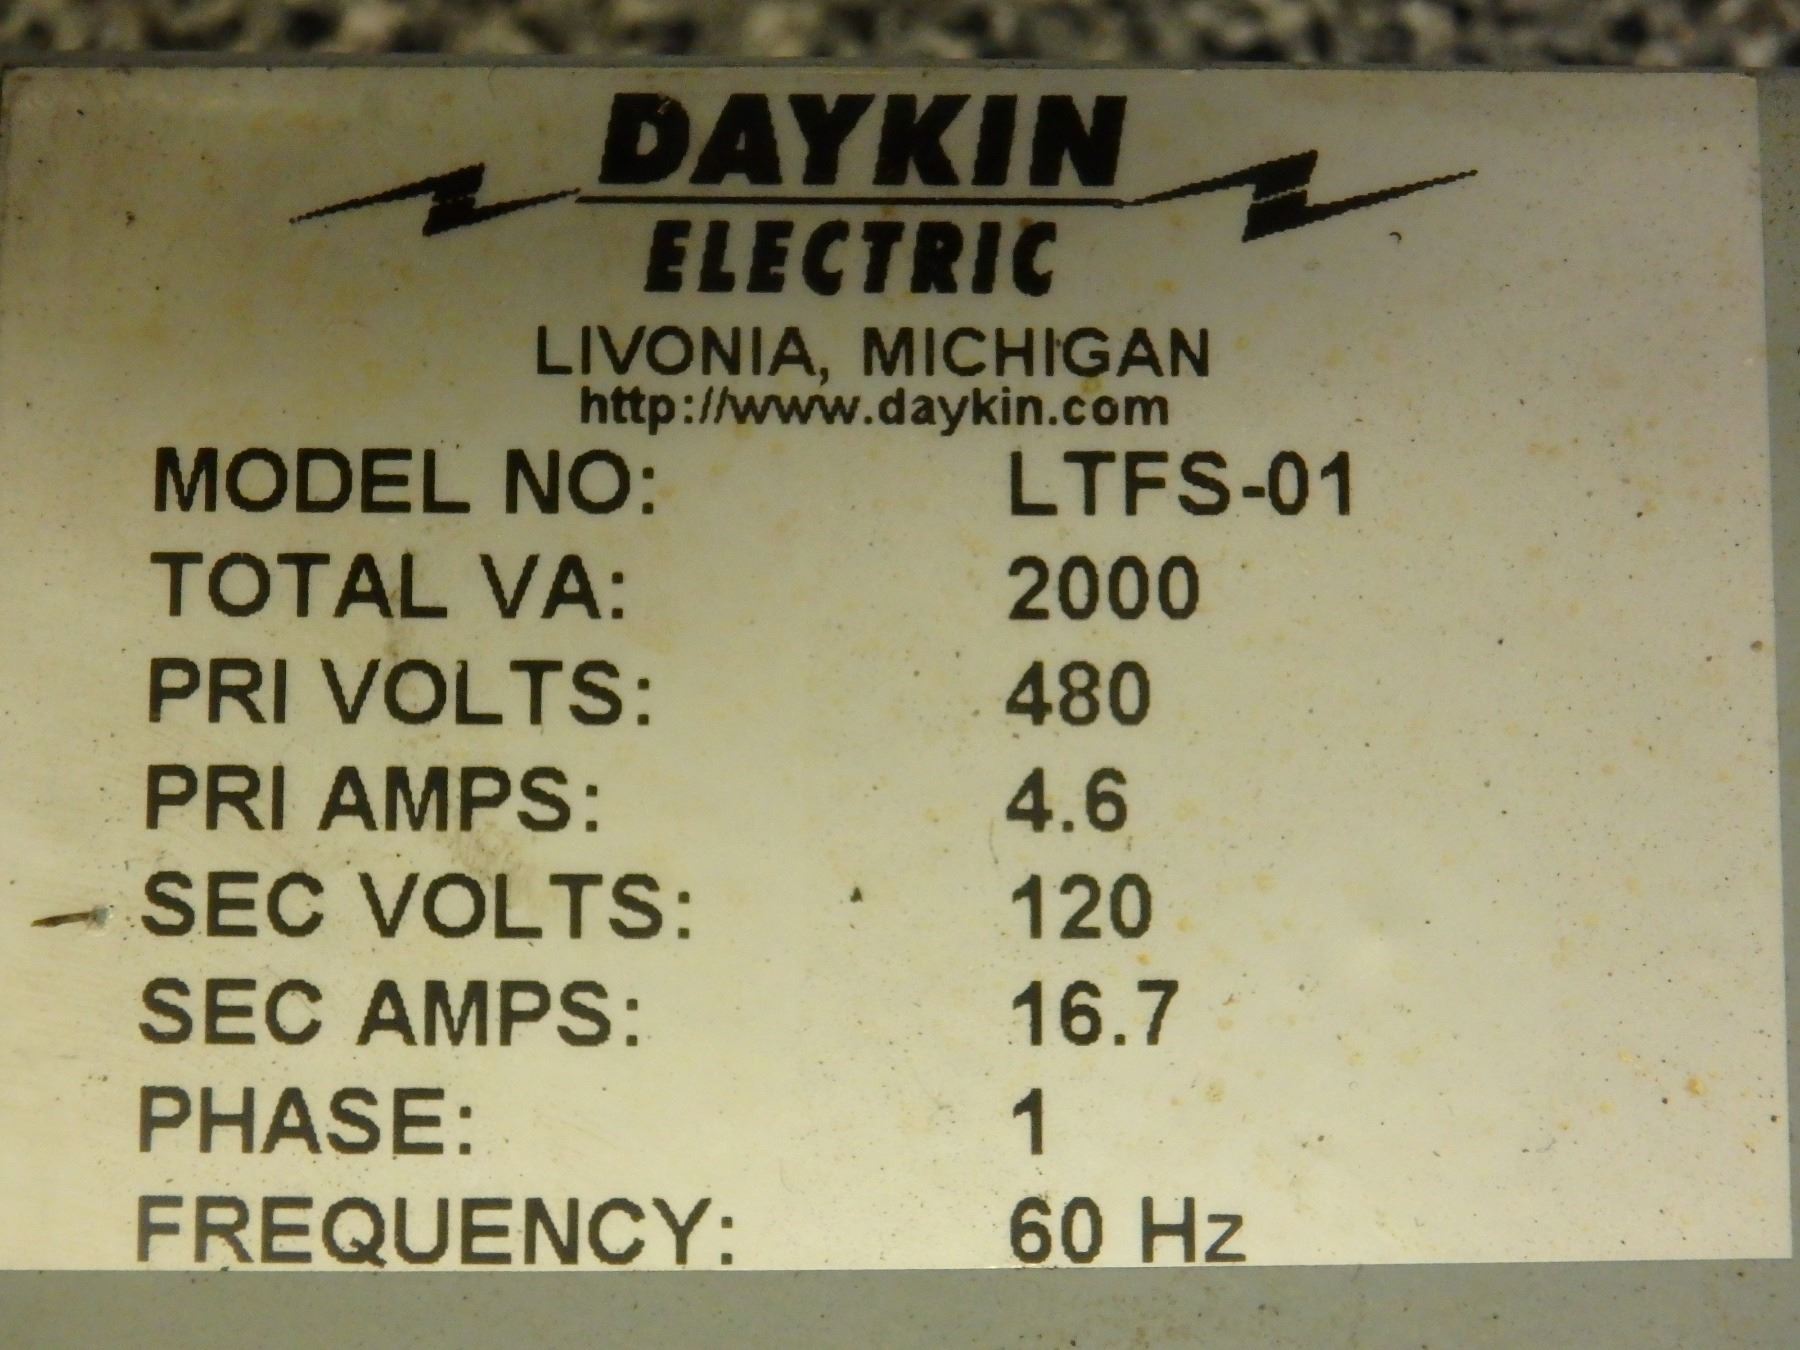 DAYKIN
ELECTRIC
LIVONIA, MICHIGAN
http://www.daykin.com
MODEL NO: LTFS-01
TOTAL VA: 2000
PRI VOLTS: 480
PRI AMPS: 4.6
SEC VOLTS: 120
SEC AMPS: 16.7
PHASE: 1
FREQUENCY: 60 Hz